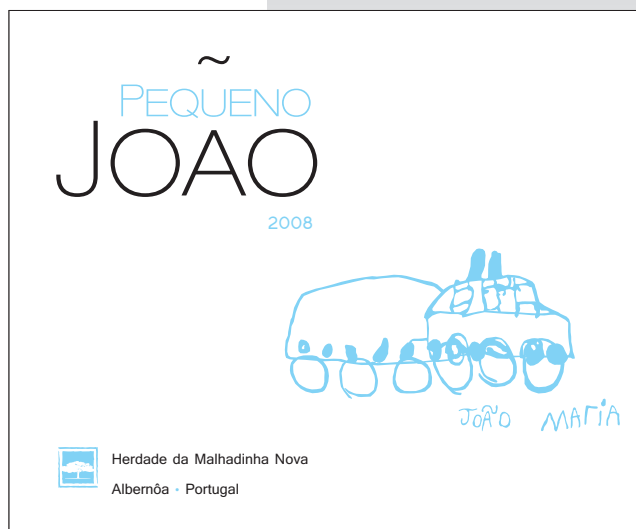 PEQUENO
JOÃO
2008
JOÃO MArIA
Herdade da Malhadinha Nova
Albernôa · Portugal